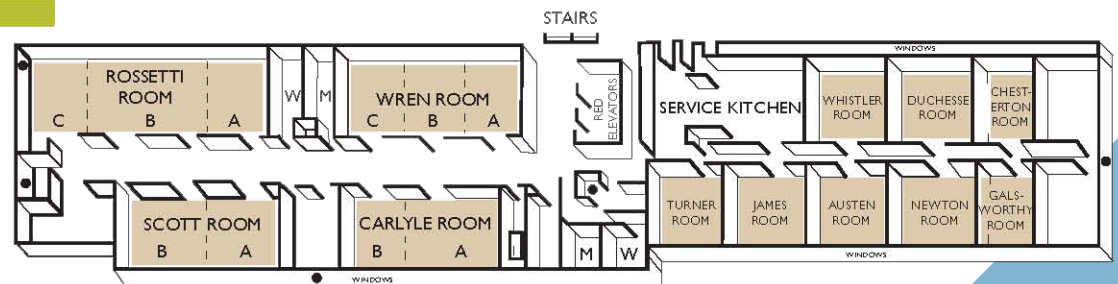 STAIRS
WINDOWS
ROSSETTI
ROOM
C B A
W M
WREN ROOM
C B A
RED
ELEVATORS
SERVICE KITCHEN
WHISTLER
ROOM
DUCHESSE
ROOM
CHEST-
ERTON
ROOM
SCOTT ROOM
B A
CARLYLE ROOM
B A
M W
TURNER
ROOM
JAMES
ROOM
AUSTEN
ROOM
NEWTON
ROOM
GALS-
WORTHY
ROOM
WINDOWS
WINDOWS